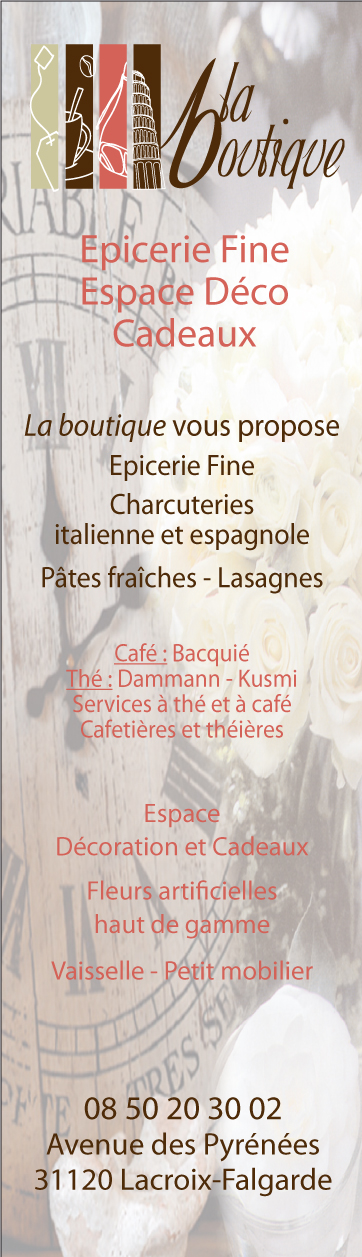 la
boutique
Epicerie Fine
Espace Déco
Cadeaux
La boutique vous propose
Epicerie Fine
Charcuteries
italienne et espagnole
Pâtes fraîches - Lasagnes
Café : Bacquié
Thé : Dammann - Kusmi
Services à thé et à café
Cafetières et théières
Espace
Décoration et Cadeaux
Fleurs artificielles
haut de gamme
Vaisselle - Petit mobilier
08 50 20 30 02
Avenue des Pyrénées
31120 Lacroix-Falgarde